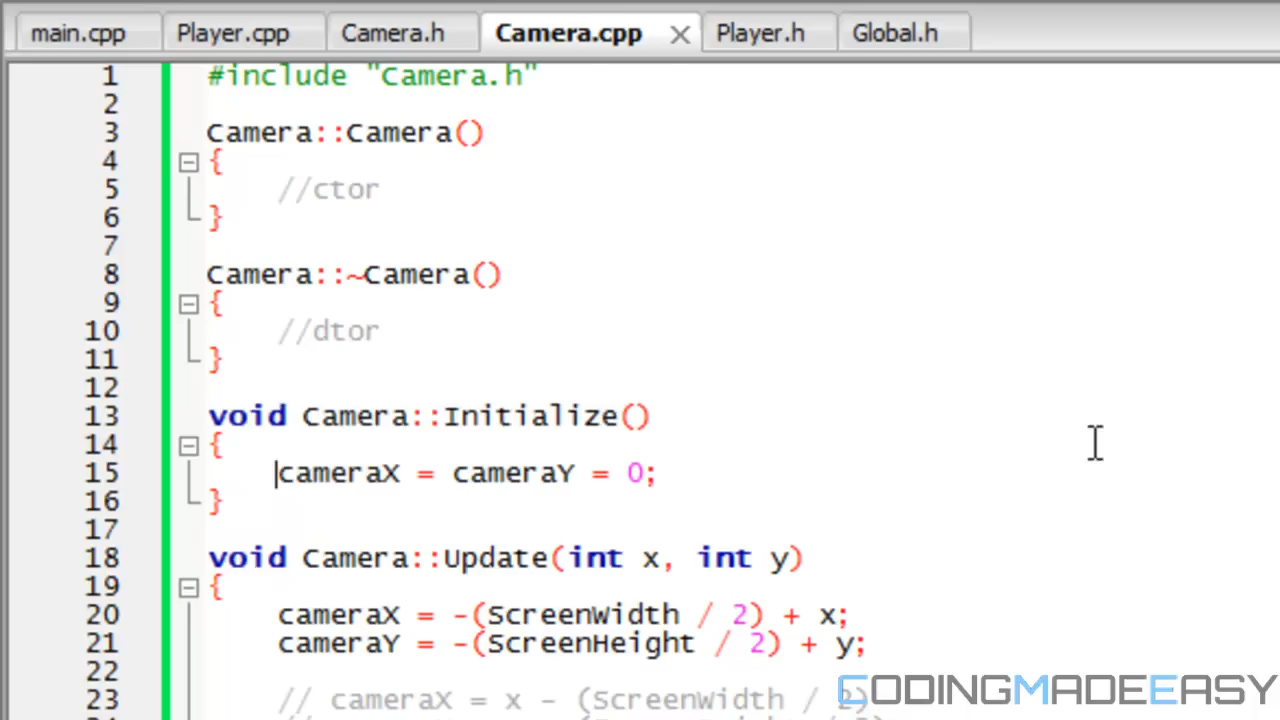 main.cpp Player.cpp Camera.h Camera.cpp Player.h Global.h
1 #include "Camera.h"
2
3 Camera::Camera()
4 {
5 //ctor
6 }
7
8 Camera::~Camera()
9 {
10 //dtor
11 }
12
13 void Camera::Initialize()
14 {
15 cameraX = cameraY = 0;
16 }
17
18 void Camera::Update(int x, int y)
19 {
20 cameraX = -(ScreenWidth / 2) + x;
21 cameraY = -(ScreenHeight / 2) + y;
22
23 // cameraX = x - (ScreenWidth / 2)
CODINGMADEEASY